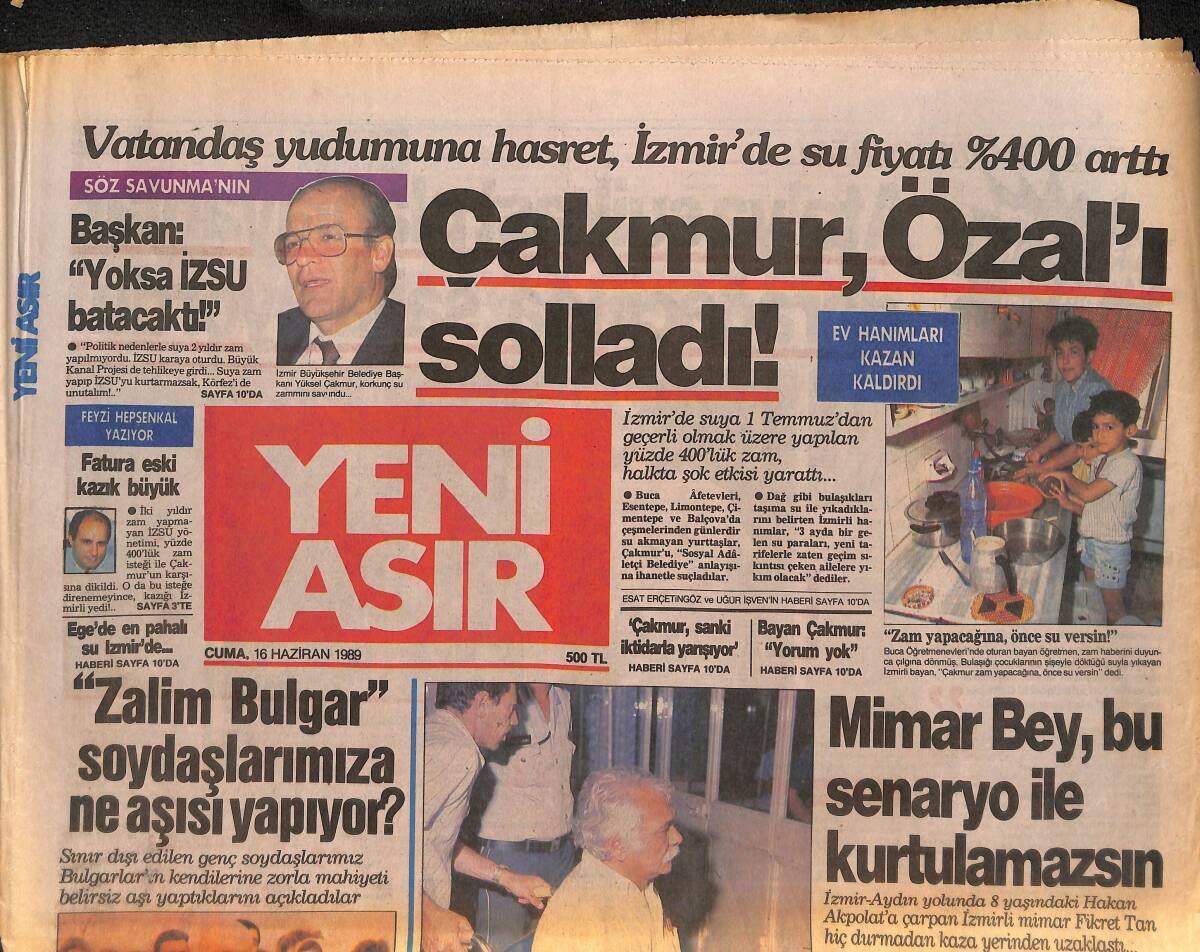 Vatandaş yudumuna hasret, İzmir'de su fiyatı %400 arttı
SÖZ SAVUNMA'NIN
Başkan:
"Yoksa İZSU
batacaktı!"
● "Politik nedenlerle suya 2 yıldır zam
yapılmıyordu. İZSU karaya oturdu. Büyük
Kanal Projesi de tehlikeye girdi... Suya zam
yapıp İZSU'yu kurtarmazsak, Körfez'i de
unutalım!.."
SAYFA 10'DA
İzmir Büyükşehir Belediye Baş-
kanı Yüksel Çakmur, korkunç su
zammını savundu...
Çakmur, Özal'ı
solladı!
EV HANIMLARI
KAZAN
KALDIRDI
YENİ ASIR
FEYZİ HEPŞENKAL
YAZIYOR
Fatura eski
kazık büyük
● İki yıldır
zam yapma-
yan İZSU yö-
netimi, yüzde
400'lük zam
isteği ile Çak-
mur'un karşı-
sına dikildi. O da bu isteğe
direnemeyince, kazığı İz-
mirli yedi!..
SAYFA 3'TE
Ege'de en pahalı
su İzmir'de...
HABERİ SAYFA 10'DA
YENİ
ASIR
CUMA, 16 HAZİRAN 1989
500 TL
İzmir'de suya 1 Temmuz'dan
geçerli olmak üzere yapılan
yüzde 400'lük zam,
halkta şok etkisi yarattı...
● Buca Âfetevleri,
Esentepe, Limontepe, Çi-
mentepe ve Balçova'da
çeşmelerinden günlerdir
su akmayan yurttaşlar,
Çakmur'u, "Sosyal Adâ-
letçi Belediye" anlayışı-
na ihanetle suçladılar.
● Dağ gibi bulaşıkları
taşıma su ile yıkadıkla-
rını belirten İzmirli ha-
nımlar, "3 ayda bir ge-
len su paraları, yeni ta-
rifelerle zaten geçim sı-
kıntısı çeken ailelere yı-
kım olacak" dediler.
ESAT ERÇETİNGÖZ ve UĞUR İŞVEN'İN HABERİ SAYFA 10'DA
'Çakmur, sanki
iktidarla yarışıyor'
HABERİ SAYFA 10'DA
Bayan Çakmur:
"Yorum yok"
HABERİ SAYFA 10'DA
"Zam yapacağına, önce su versin!"
Buca Öğretmenevleri'nde oturan bayan öğretmen, zam haberini duyun-
ca çılgına dönmüş. Bulaşığı çocuklarının şişeyle döktüğü suyla yıkayan
İzmirli bayan, "Çakmur zam yapacağına, önce su versin" dedi.
"Zalim Bulgar"
soydaşlarımıza
ne aşısı yapıyor?
Sınır dışı edilen genç soydaşlarımız
Bulgarlar'ın kendilerine zorla mahiyeti
belirsiz aşı yaptıklarını açıkladılar
Mimar Bey, bu
senaryo ile
kurtulamazsın
İzmir-Aydın yolunda 8 yaşındaki Hakan
Akpolat'a çarpan İzmirli mimar Fikret Tan
hiç durmadan kaza yerinden uzaklaştı...